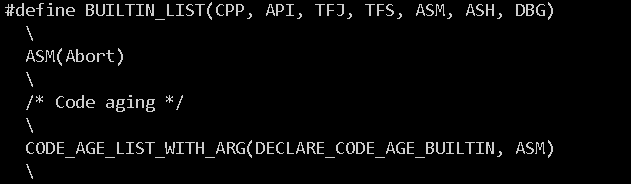 #define BUILTIN_LIST(CPP, API, TFJ, TFS, ASM, ASH, DBG)
\
ASM(Abort)
\
/* Code aging */
\
CODE_AGE_LIST_WITH_ARG(DECLARE_CODE_AGE_BUILTIN, ASM)
\